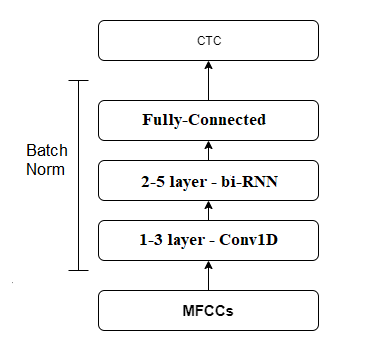 CTC
Fully-Connected
Batch
Norm
2-5 layer - bi-RNN
1-3 layer - Conv1D
MFCCs